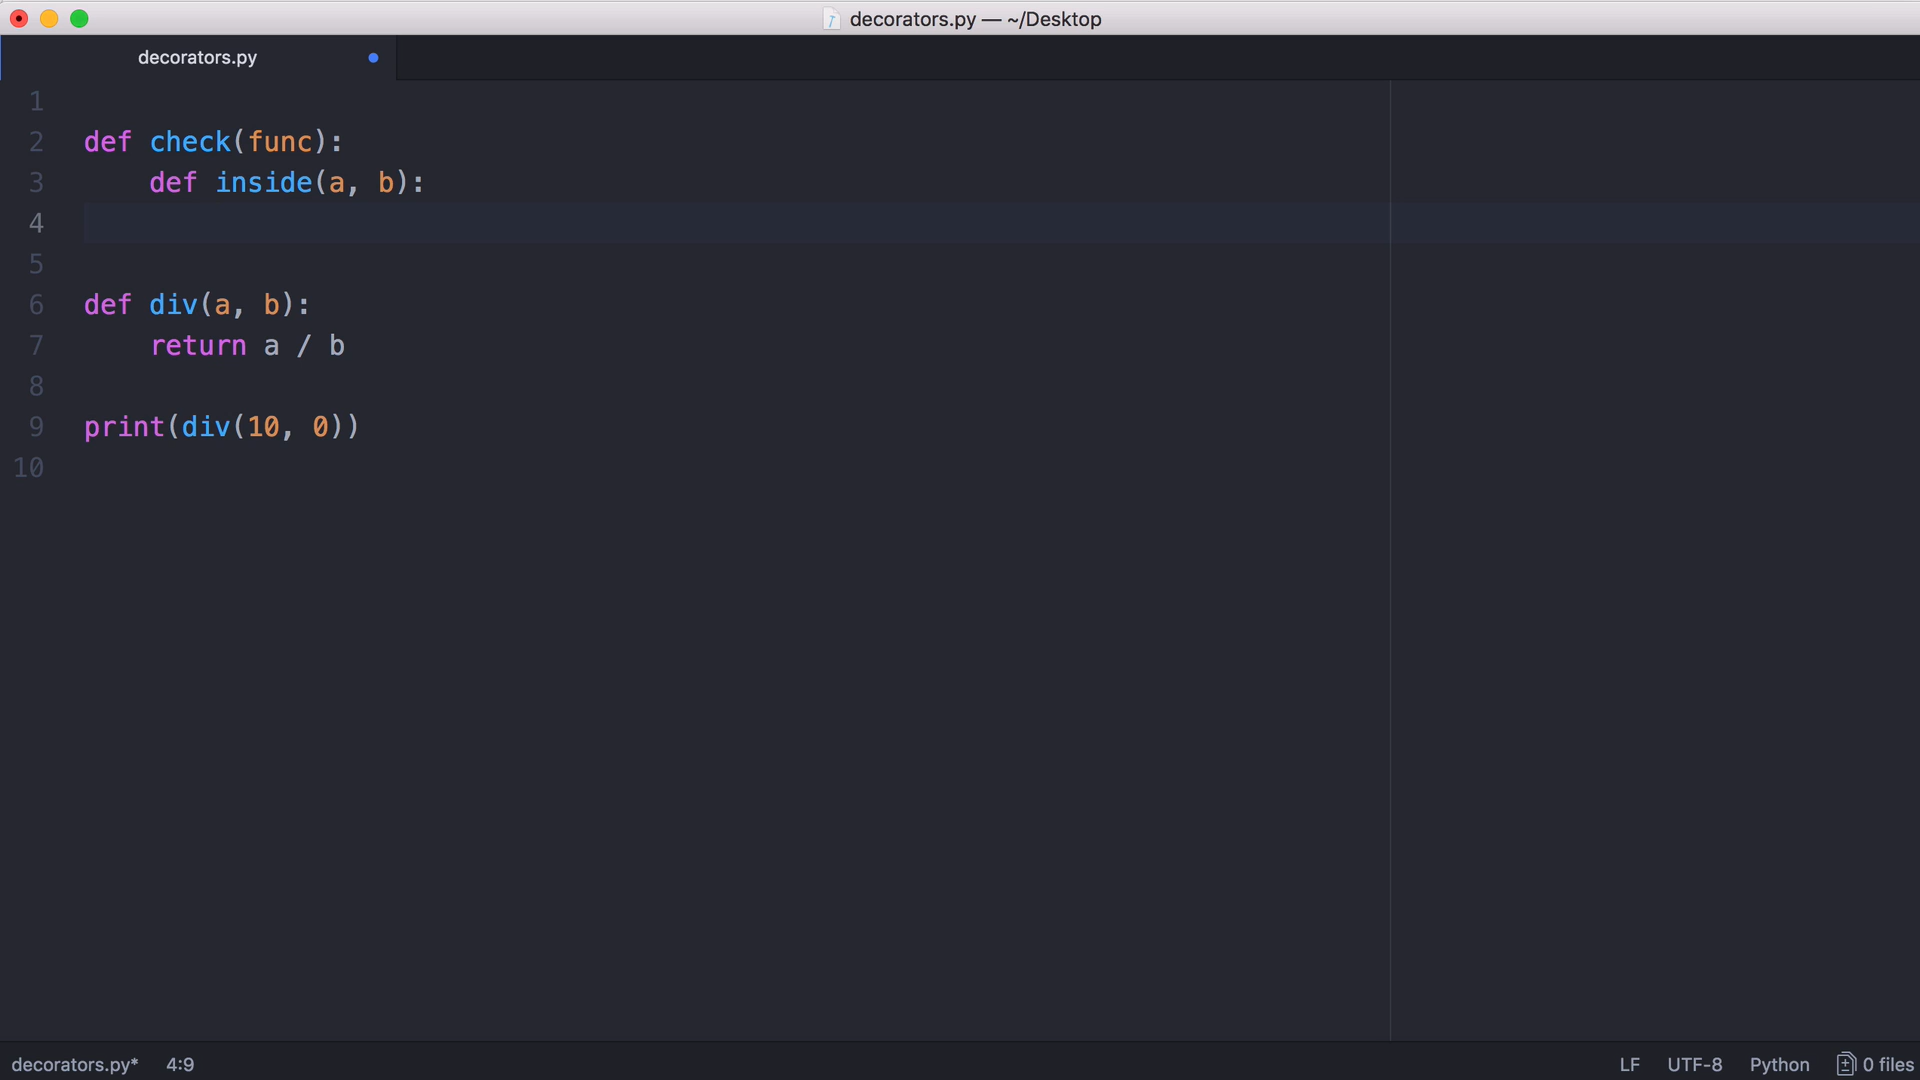 decorators.py — ~/Desktop
decorators.py
1
2 def check(func):
3     def inside(a, b):
4
5
6 def div(a, b):
7     return a / b
8
9 print(div(10, 0))
10
decorators.py* 4:9 LF UTF-8 Python 0 files